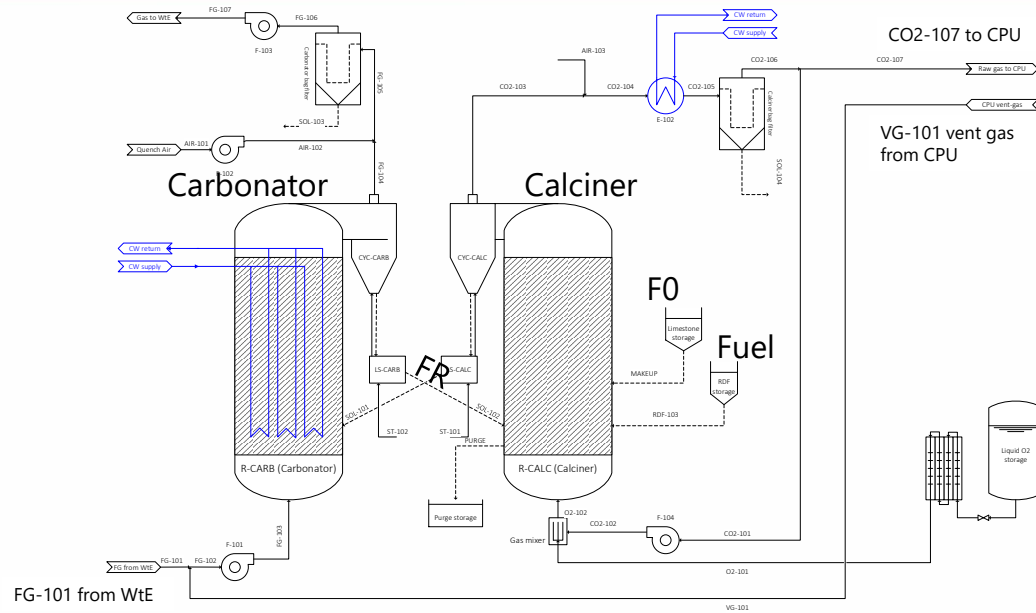 Gas to WtE
FG-107
F-103
FG-106
Carbonator bagfilter
FG-105
SOL-103
Quench Air
AIR-101
AIR-102
FG-104
CW return
CW supply
AIR-103
CO2-103
CO2-104
E-102
CO2-105
CO2-106
CO2-107
Calciner bag filter
SOL-104
CO2-107 to CPU
Raw gas to CPU
CPU vent-gas
VG-101 vent gas
from CPU
Carbonator
Calciner
CW return
CW supply
CYC-CARB
CYC-CALC
F0
Limestone
storage
Fuel
RDF
storage
MAKEUP
RDF-103
LS-CARB
FR
LS-CALC
SOL-101
SOL-102
ST-102
ST-101
PURGE
Purge storage
R-CARB (Carbonator)
R-CALC (Calciner)
Liquid O2
storage
O2-102
CO2-102
F-104
CO2-101
Gas mixer
O2-101
FG-103
F-101
FG from WtE
FG-101
FG-102
FG-101 from WtE
VG-101